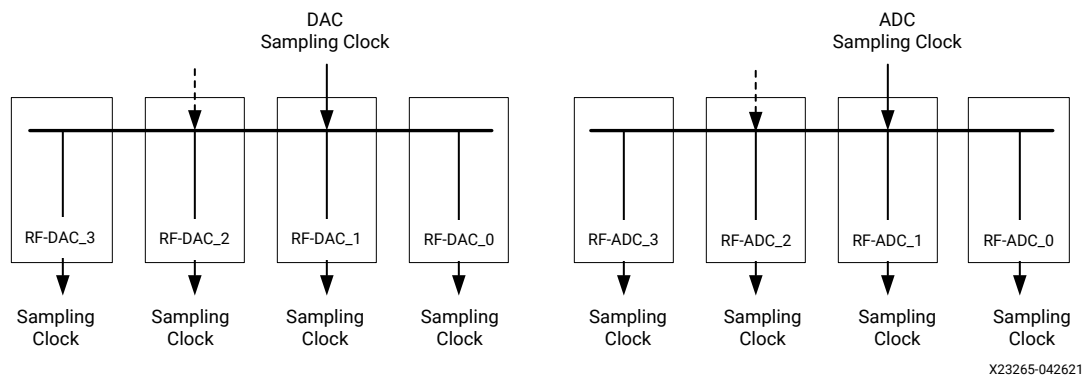 DAC
Sampling Clock
ADC
Sampling Clock
RF-DAC_3
RF-DAC_2
RF-DAC_1
RF-DAC_0
RF-ADC_3
RF-ADC_2
RF-ADC_1
RF-ADC_0
Sampling
Clock
Sampling
Clock
Sampling
Clock
Sampling
Clock
Sampling
Clock
Sampling
Clock
Sampling
Clock
Sampling
Clock
X23265-042621